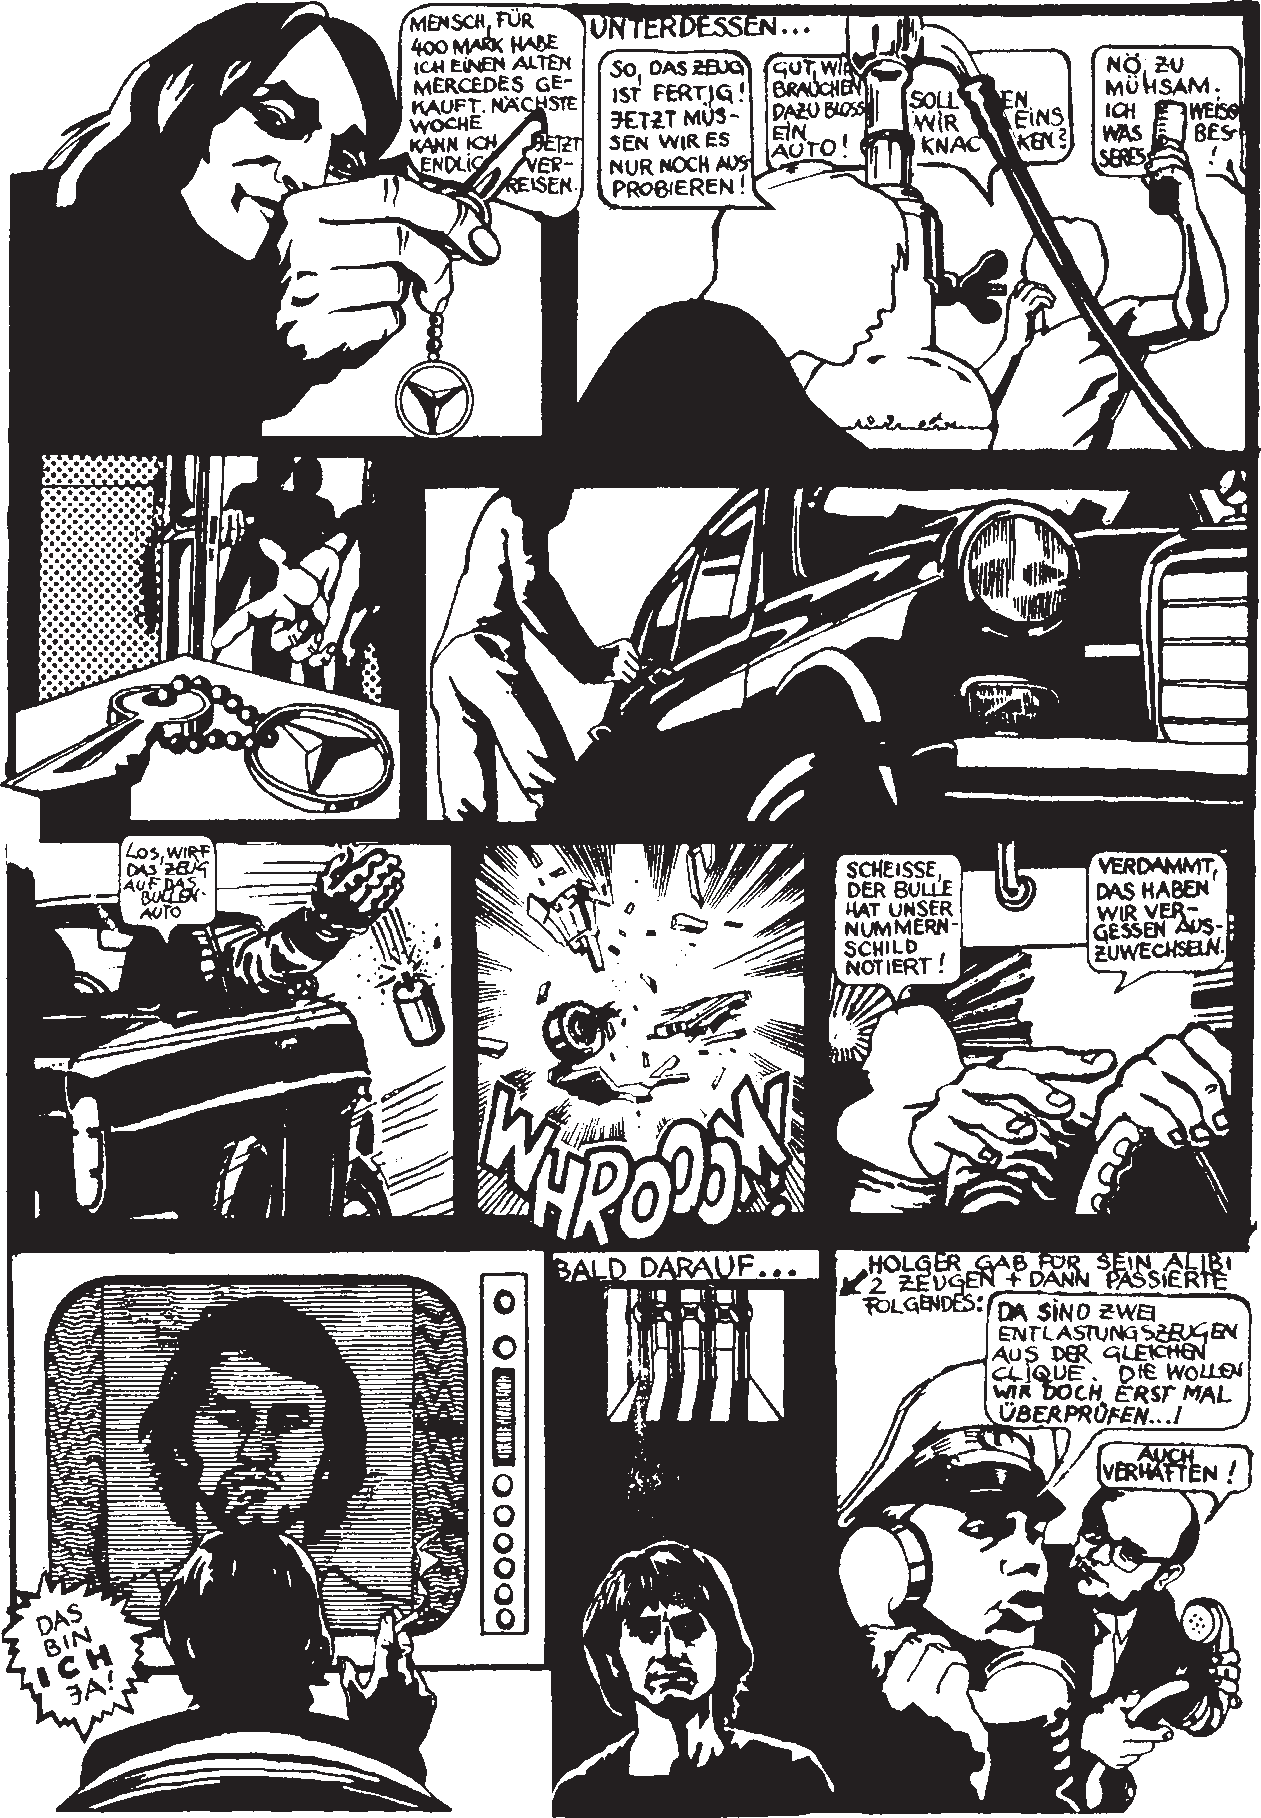 MENSCH, FÜR
400 MARK HABE
ICH EINEN ALTEN
MERCEDES GE-
KAUFT. NÄCHSTE
WOCHE
KANN ICH JETZT
ENDLIC VER-
REISEN.
UNTERDESSEN...
SO, DAS ZEUG
IST FERTIG!
JETZT MÜS-
SEN WIR ES
NUR NOCH AUS-
PROBIEREN!
GUT, WIR
BRAUCHEN
DAZU BLOSS
EIN
AUTO!
SOLL EN
WIR EINS
KNAC KEN?
NÖ, ZU
MÜHSAM.
ICH WEISS
WAS BES-
SERES !
LOS, WIRF
DAS ZEUG
AUF DAS
BULLEN-
AUTO
WHROOOM!
SCHEISSE,
DER BULLE
HAT UNSER
NUMMERN-
SCHILD
NOTIERT!
VERDAMMT,
DAS HABEN
WIR VER-
GESSEN AUS-
ZUWECHSELN.
DAS
BIN
ICH
JA!
BALD DARAUF...
HOLGER GAB FÜR SEIN ALIBI
2 ZEUGEN + DANN PASSIERTE
FOLGENDES:
DA SIND ZWEI
ENTLASTUNGSZEUGEN
AUS DER GLEICHEN
CLIQUE. DIE WOLLEN
WIR DOCH ERST MAL
ÜBERPRÜFEN...!
AUCH
VERHAFTEN!